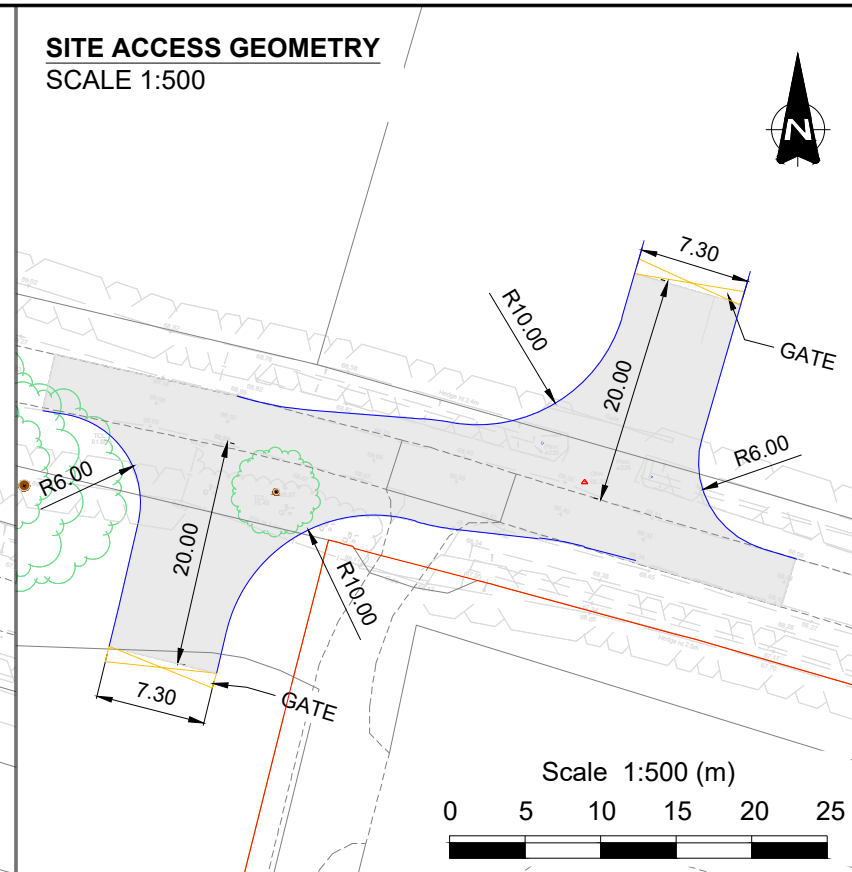 SITE ACCESS GEOMETRY
SCALE 1:500
N
7.30
R10.00
GATE
20.00
R6.00
R6.00
20.00
R10.00
7.30
GATE
Scale 1:500 (m)
0 5 10 15 20 25